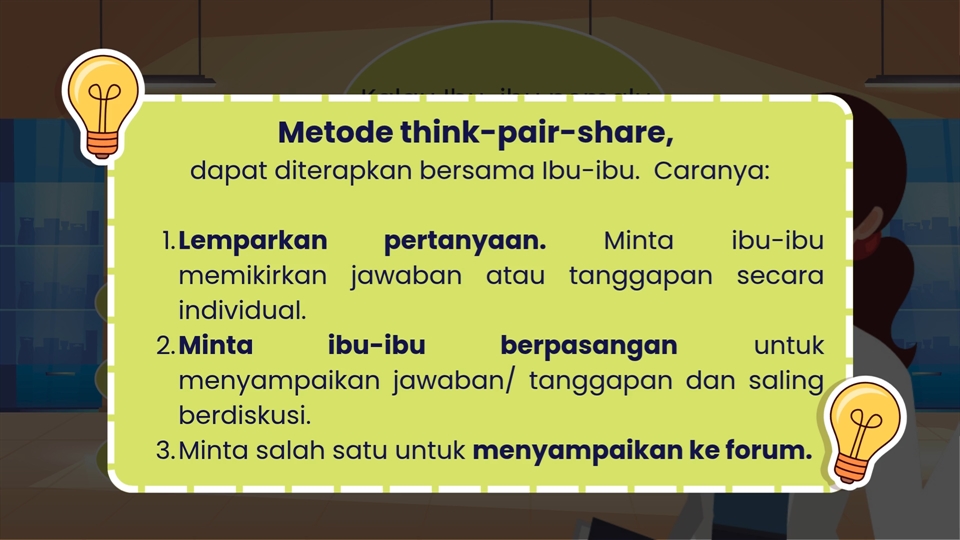 Metode think-pair-share,
dapat diterapkan bersama Ibu-ibu. Caranya:
1. Lemparkan pertanyaan. Minta ibu-ibu
memikirkan jawaban atau tanggapan secara
individual.
2. Minta ibu-ibu berpasangan untuk
menyampaikan jawaban/ tanggapan dan saling
berdiskusi.
3. Minta salah satu untuk menyampaikan ke forum.